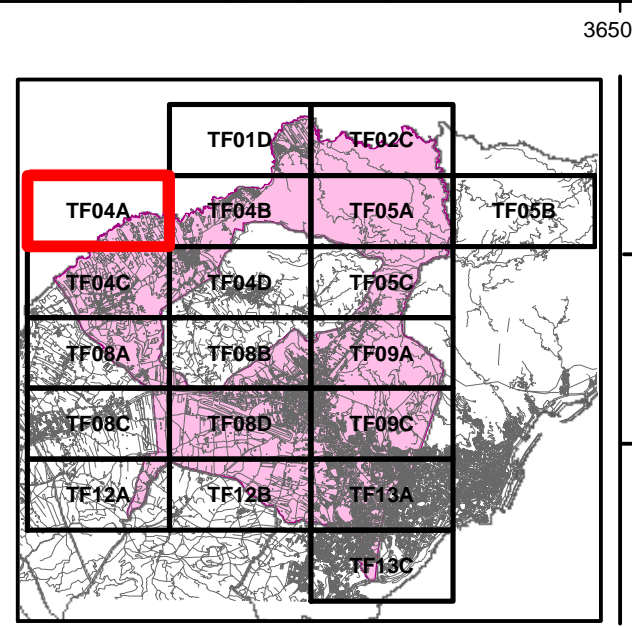 3650
TF01D TF02C
TF04A TF04B TF05A TF05B
TF04C TF04D TF05C
TF08A TF08B TF09A
TF08C TF08D TF09C
TF12A TF12B TF13A
TF13C